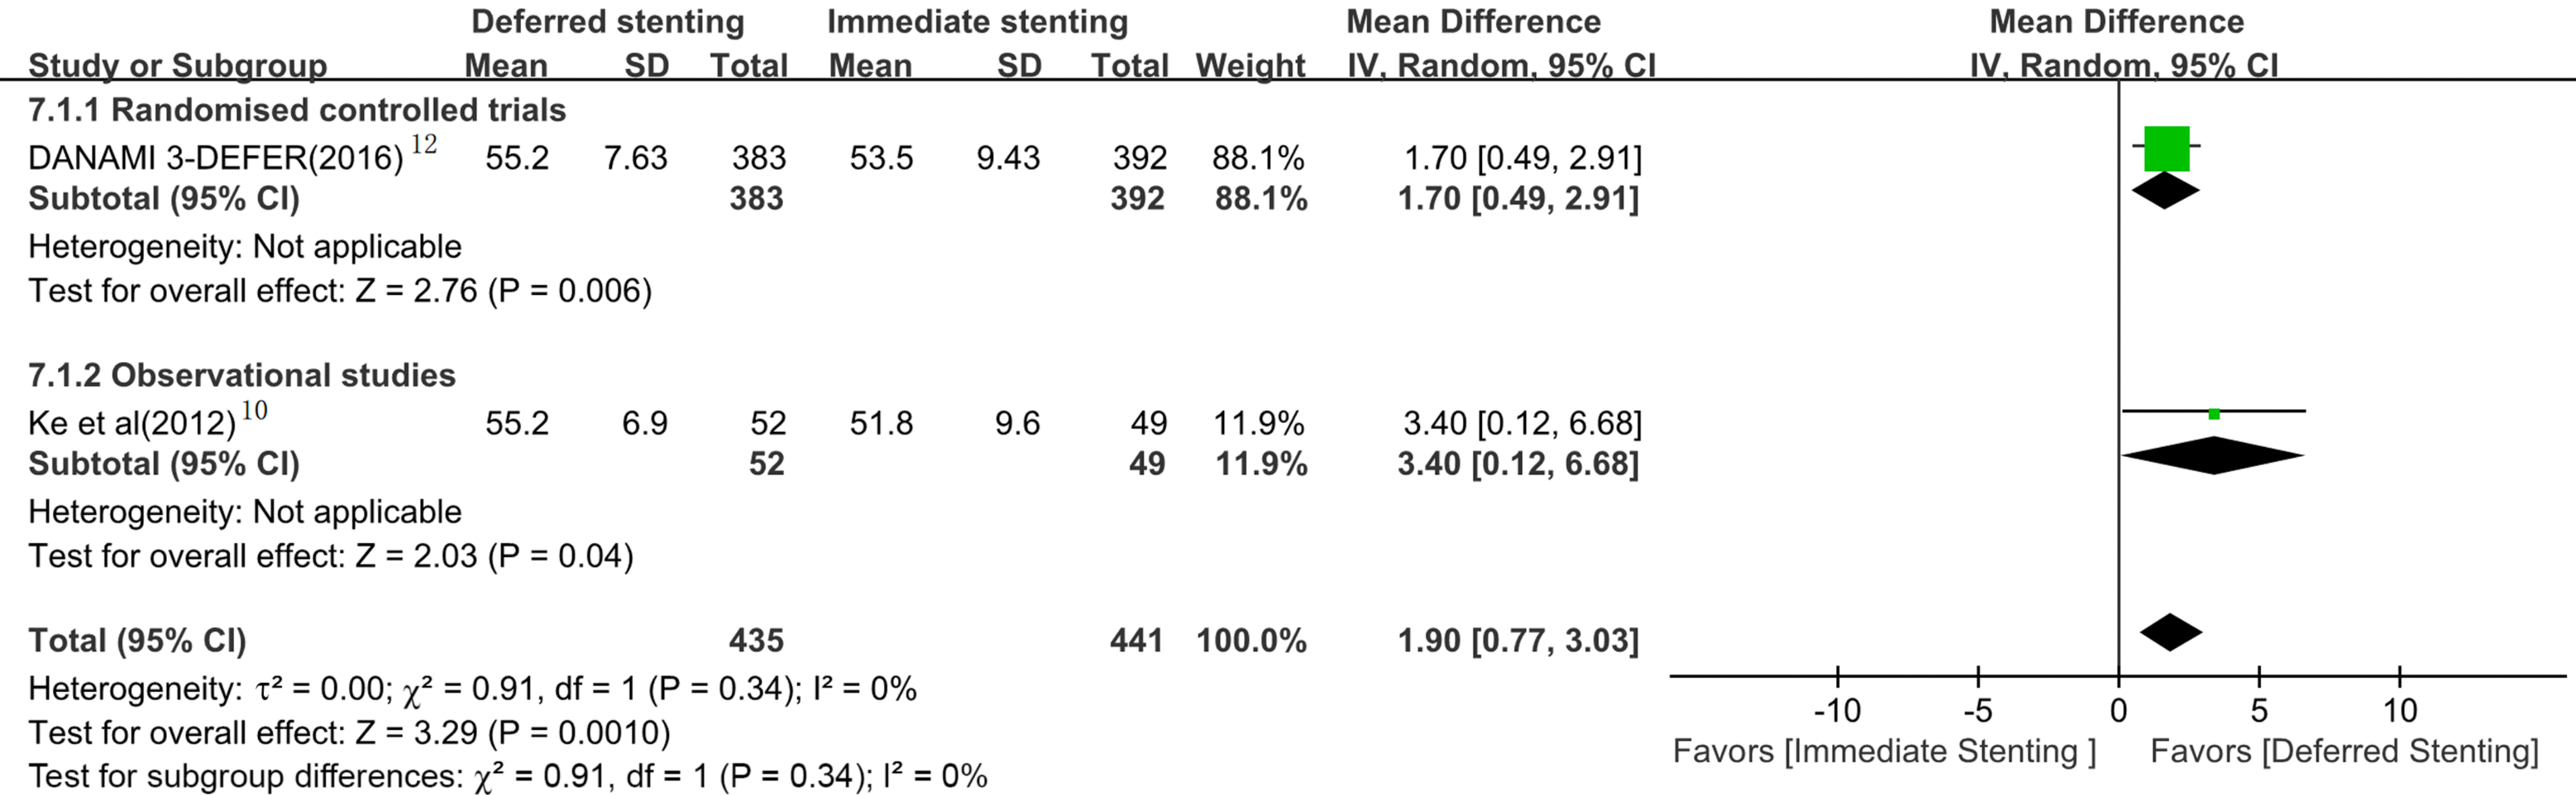 Deferred stenting Immediate stenting Mean Difference Mean Difference
Study or Subgroup Mean SD Total Mean SD Total Weight IV, Random, 95% CI IV, Random, 95% CI
7.1.1 Randomised controlled trials
DANAMI 3-DEFER(2016) 12 55.2 7.63 383 53.5 9.43 392 88.1% 1.70 [0.49, 2.91]
Subtotal (95% CI) 383 392 88.1% 1.70 [0.49, 2.91]
Heterogeneity: Not applicable
Test for overall effect: Z = 2.76 (P = 0.006)
7.1.2 Observational studies
Ke et al(2012) 10 55.2 6.9 52 51.8 9.6 49 11.9% 3.40 [0.12, 6.68]
Subtotal (95% CI) 52 49 11.9% 3.40 [0.12, 6.68]
Heterogeneity: Not applicable
Test for overall effect: Z = 2.03 (P = 0.04)
Total (95% CI) 435 441 100.0% 1.90 [0.77, 3.03]
Heterogeneity: τ² = 0.00; χ² = 0.91, df = 1 (P = 0.34); I² = 0%
Test for overall effect: Z = 3.29 (P = 0.0010)
Test for subgroup differences: χ² = 0.91, df = 1 (P = 0.34); I² = 0%
-10 -5 0 5 10
Favors [Immediate Stenting ] Favors [Deferred Stenting]